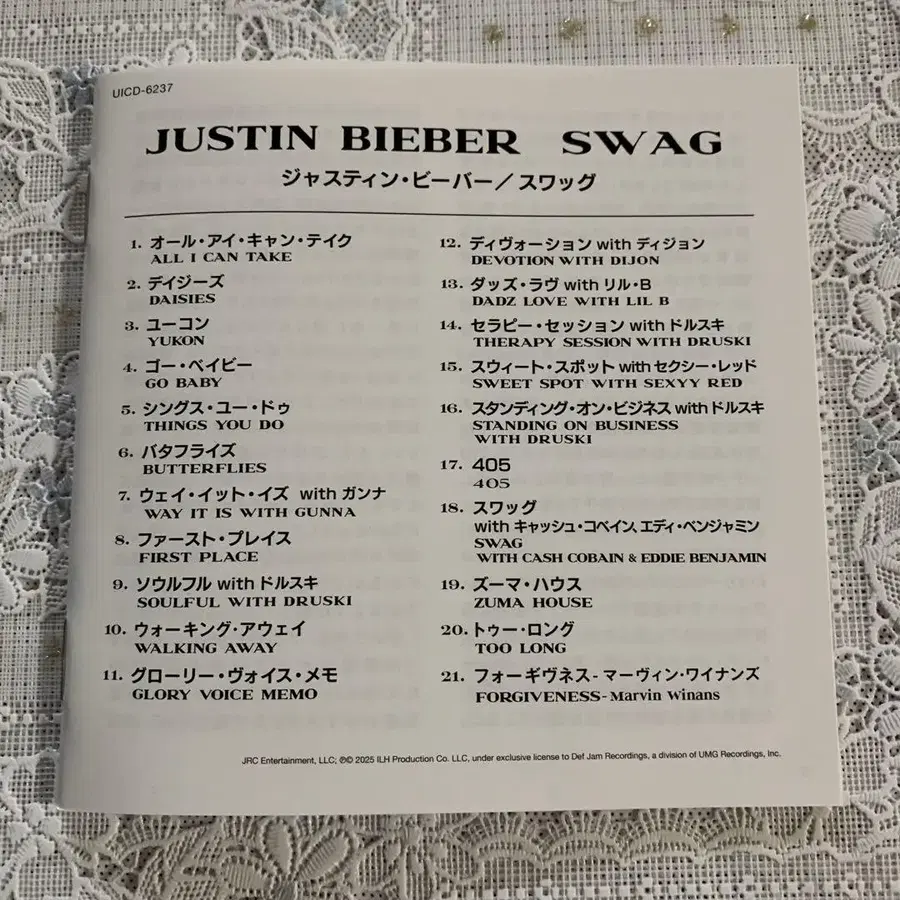 UICD-6237
JUSTIN BIEBER SWAG
ジャスティン・ビーバー／スワッグ
1. オール・アイ・キャン・テイク
ALL I CAN TAKE
2. デイジーズ
DAISIES
3. ユーコン
YUKON
4. ゴー・ベイビー
GO BABY
5. シングス・ユー・ドゥ
THINGS YOU DO
6. バタフライズ
BUTTERFLIES
7. ウェイ・イット・イズ with ガンナ
WAY IT IS WITH GUNNA
8. ファースト・プレイス
FIRST PLACE
9. ソウルフル with ドルスキ
SOULFUL WITH DRUSKI
10. ウォーキング・アウェイ
WALKING AWAY
11. グローリー・ヴォイス・メモ
GLORY VOICE MEMO
12. ディヴォーション with ディジョン
DEVOTION WITH DIJON
13. ダッズ・ラヴ with リル・B
DADZ LOVE WITH LIL B
14. セラピー・セッション with ドルスキ
THERAPY SESSION WITH DRUSKI
15. スウィート・スポット with セクシー・レッド
SWEET SPOT WITH SEXYY RED
16. スタンディング・オン・ビジネス with ドルスキ
STANDING ON BUSINESS
WITH DRUSKI
17. 405
405
18. スワッグ
with キャッシュ・コベイン, エディ・ベンジャミン
SWAG
WITH CASH COBAIN & EDDIE BENJAMIN
19. ズーマ・ハウス
ZUMA HOUSE
20. トゥー・ロング
TOO LONG
21. フォーギヴネス - マーヴィン・ワイナンズ
FORGIVENESS - Marvin Winans
JRC Entertainment, LLC; ℗© 2025 ILH Production Co. LLC, under exclusive license to Def Jam Recordings, a division of UMG Recordings, Inc.